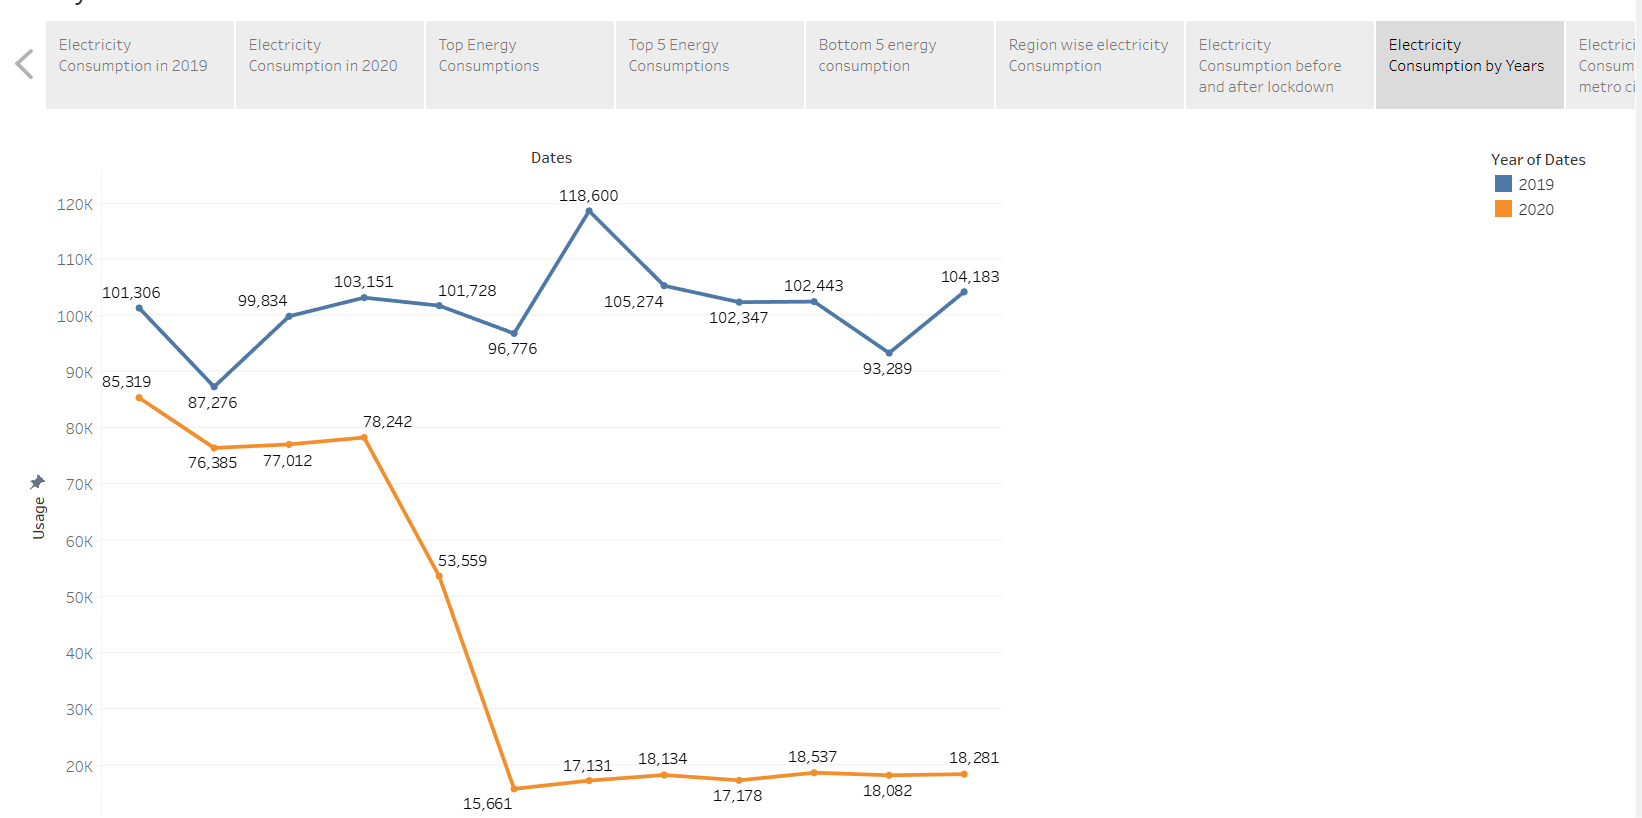 Electricity
Consumption in 2019
Electricity
Consumption in 2020
Top Energy
Consumptions
Top 5 Energy
Consumptions
Bottom 5 energy
consumption
Region wise electricity
Consumption
Electricity
Consumption before
and after lockdown
Electricity
Consumption by Years
Electrici
Consum
metro ci
Dates
Year of Dates
2019
2020
Usage
120K
110K
100K
90K
80K
70K
60K
50K
40K
30K
20K
101,306
87,276
99,834
103,151
101,728
96,776
118,600
105,274
102,347
102,443
93,289
104,183
85,319
76,385
77,012
78,242
53,559
15,661
17,131
18,134
17,178
18,537
18,082
18,281